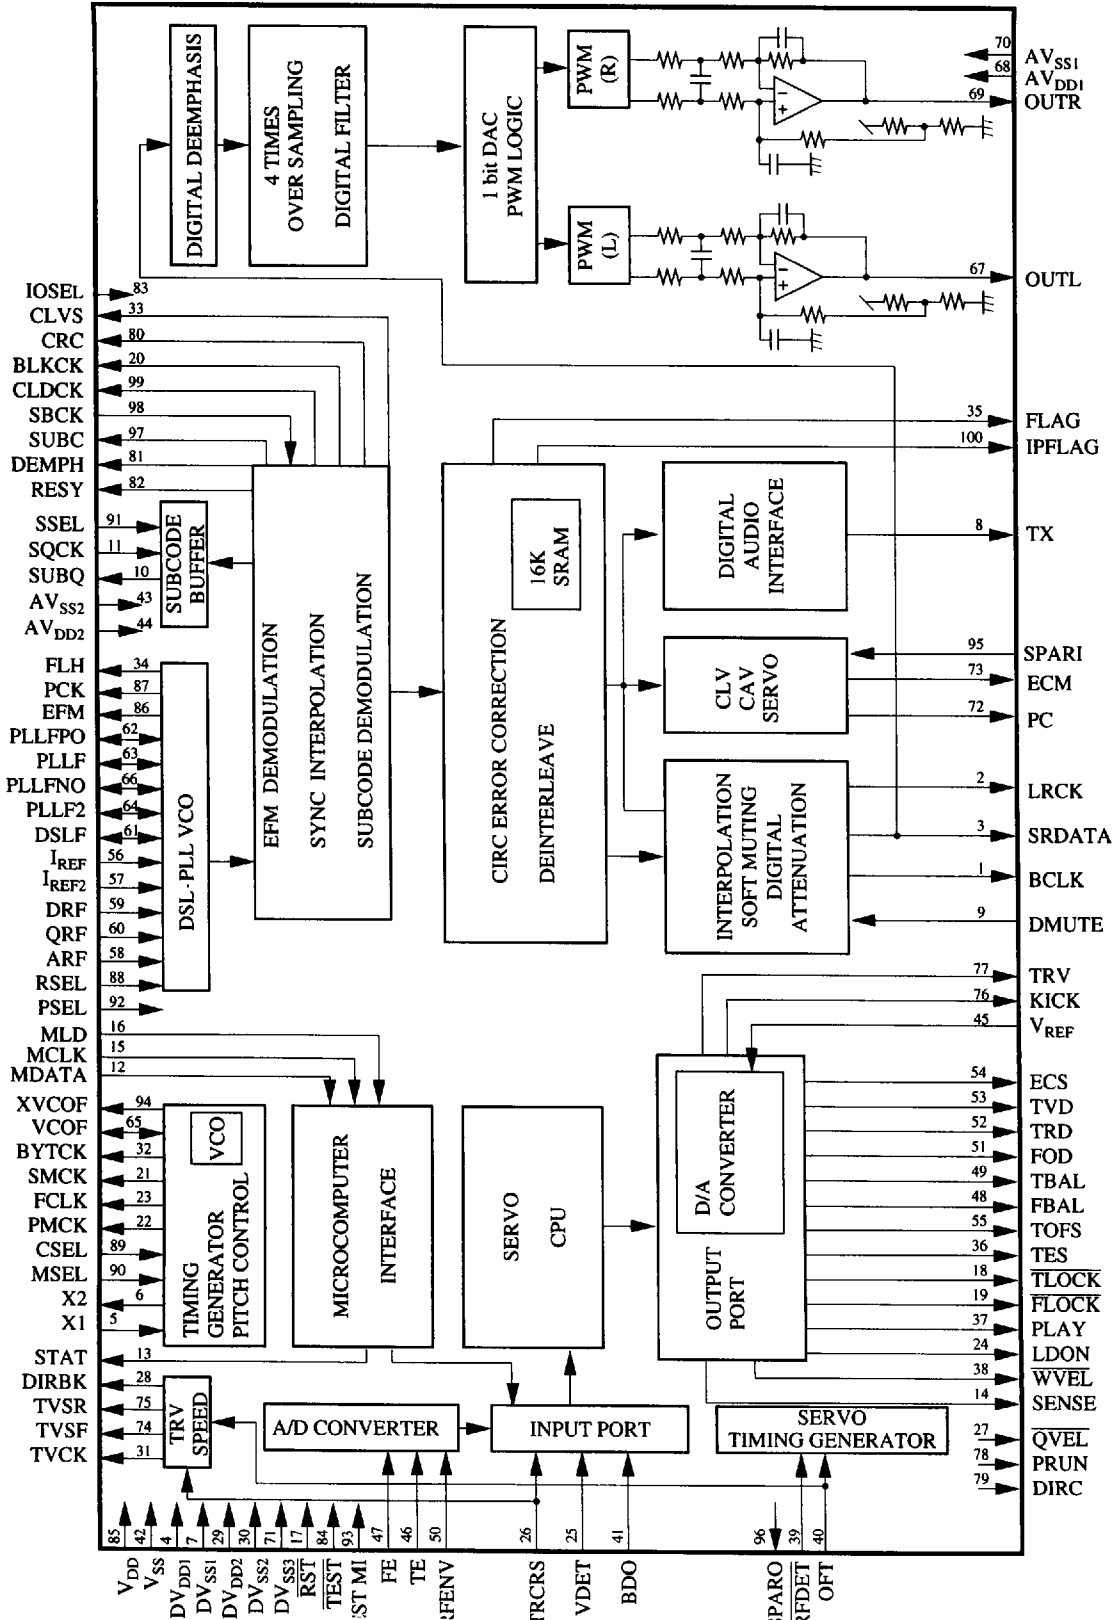 DIGITAL DEEMPHASIS
4 TIMES
OVER SAMPLING
DIGITAL FILTER
1 bit DAC
PWM LOGIC
PWM
(R)
PWM
(L)
70
AVSS1
68
AVDD1
69
OUTR
67
OUTL
IOSEL 83
CLVS 33
CRC 80
BLKCK 20
CLDCK 99
SBCK 98
SUBC 97
DEMPH 81
RESY 82
SSEL 91
SQCK 11
SUBQ 10
AVSS2 43
AVDD2 44
SUBCODE
BUFFER
FLH 34
PCK 87
EFM 86
PLLFPO 62
PLLF 63
PLLFNO 66
PLLF2 64
DSLF 61
IREF 56
IREF2 57
DRF 59
QRF 60
ARF 58
RSEL 88
PSEL 92
DSL-PLL VCO
EFM DEMODULATION
SYNC INTERPOLATION
SUBCODE DEMODULATION
CIRC ERROR CORRECTION
DEINTERLEAVE
16K
SRAM
DIGITAL
AUDIO
INTERFACE
CLV
CAV
SERVO
INTERPOLATION
SOFT MUTING
DIGITAL
ATTENUATION
35 FLAG
100 IPFLAG
8 TX
95 SPARI
73 ECM
72 PC
2 LRCK
3 SRDATA
1 BCLK
9 DMUTE
77 TRV
76 KICK
45 VREF
MLD 16
MCLK 15
MDATA 12
XVCOF 94
VCOF 65
BYTCK 32
SMCK 21
FCLK 23
PMCK 22
CSEL 89
MSEL 90
X2 6
X1 5
STAT 13
DIRBK 28
TVSR 75
TVSF 74
TVCK 31
VCO
TIMING
GENERATOR
PITCH CONTROL
MICROCOMPUTER
INTERFACE
SERVO
CPU
D/A
CONVERTER
OUTPUT
PORT
54 ECS
53 TVD
52 TRD
51 FOD
49 TBAL
48 FBAL
55 TOFS
36 TES
18 TLOCK
19 FLOCK
37 PLAY
24 LDON
38 WVEL
14 SENSE
27 QVEL
78 PRUN
79 DIRC
TRV
SPEED
A/D CONVERTER
INPUT PORT
SERVO
TIMING GENERATOR
85 VDD
42 VSS
4 DVDD1
7 DVSS1
29 DVDD2
30 DVSS2
71 DVSS3
17 RST
84 TEST
93 EST MI
47 FE
46 TE
50 RFENV
26 TRCRS
25 VDET
41 BDO
96 SPARO
39 RFDET
40 OFT